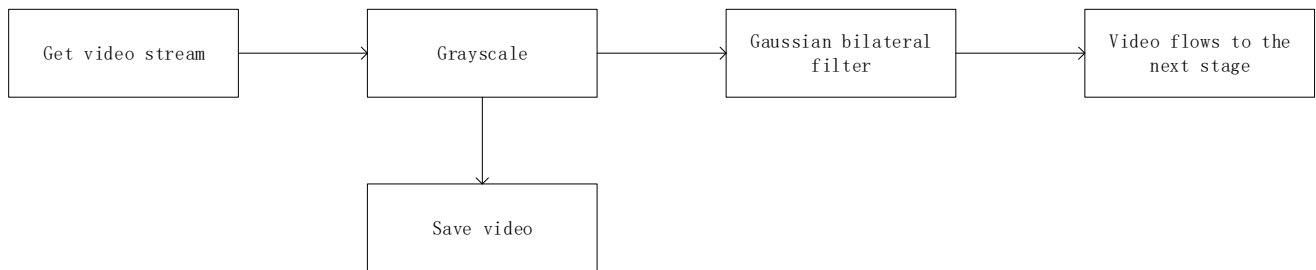 Get video stream
Grayscale
Gaussian bilateral
filter
Video flows to the
next stage
Save video